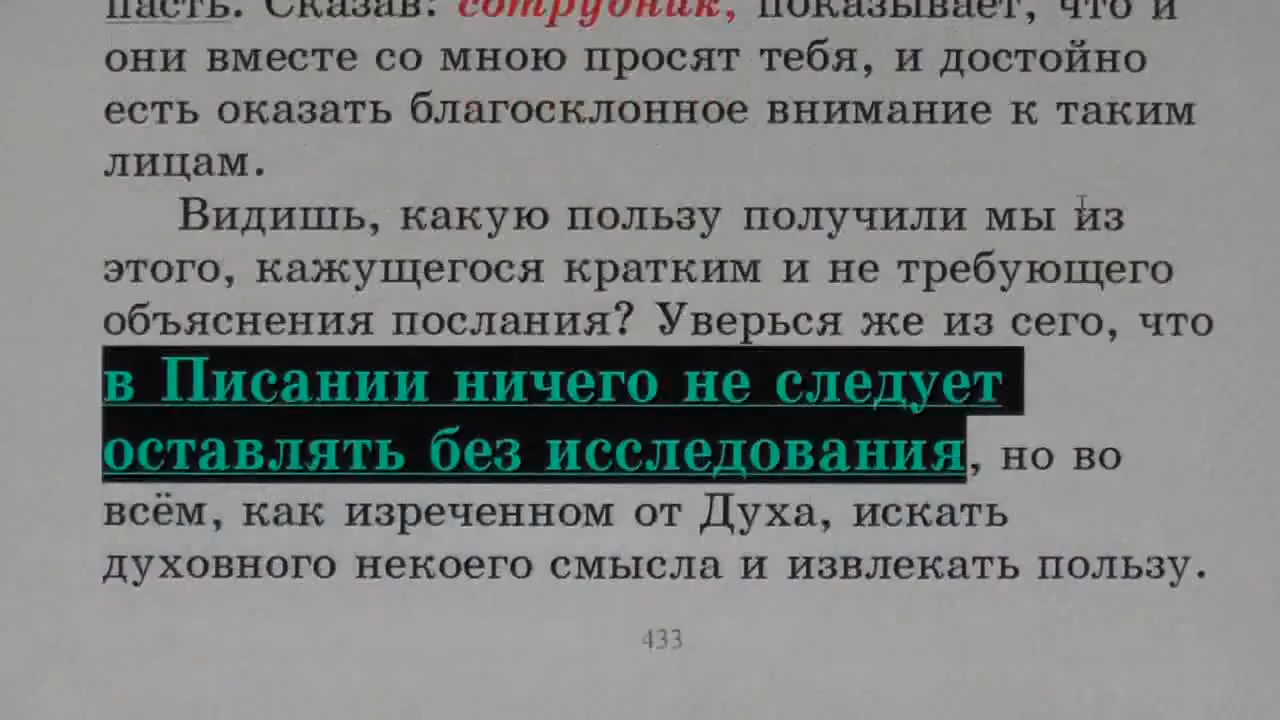 пасть. Сказав: сотрудник, показывает, что и
они вместе со мною просят тебя, и достойно
есть оказать благосклонное внимание к таким
лицам.
Видишь, какую пользу получили мы из
этого, кажущегося кратким и не требующего
объяснения послания? Уверься же из сего, что
в Писании ничего не следует
оставлять без исследования, но во
всём, как изреченном от Духа, искать
духовного некоего смысла и извлекать пользу.
433